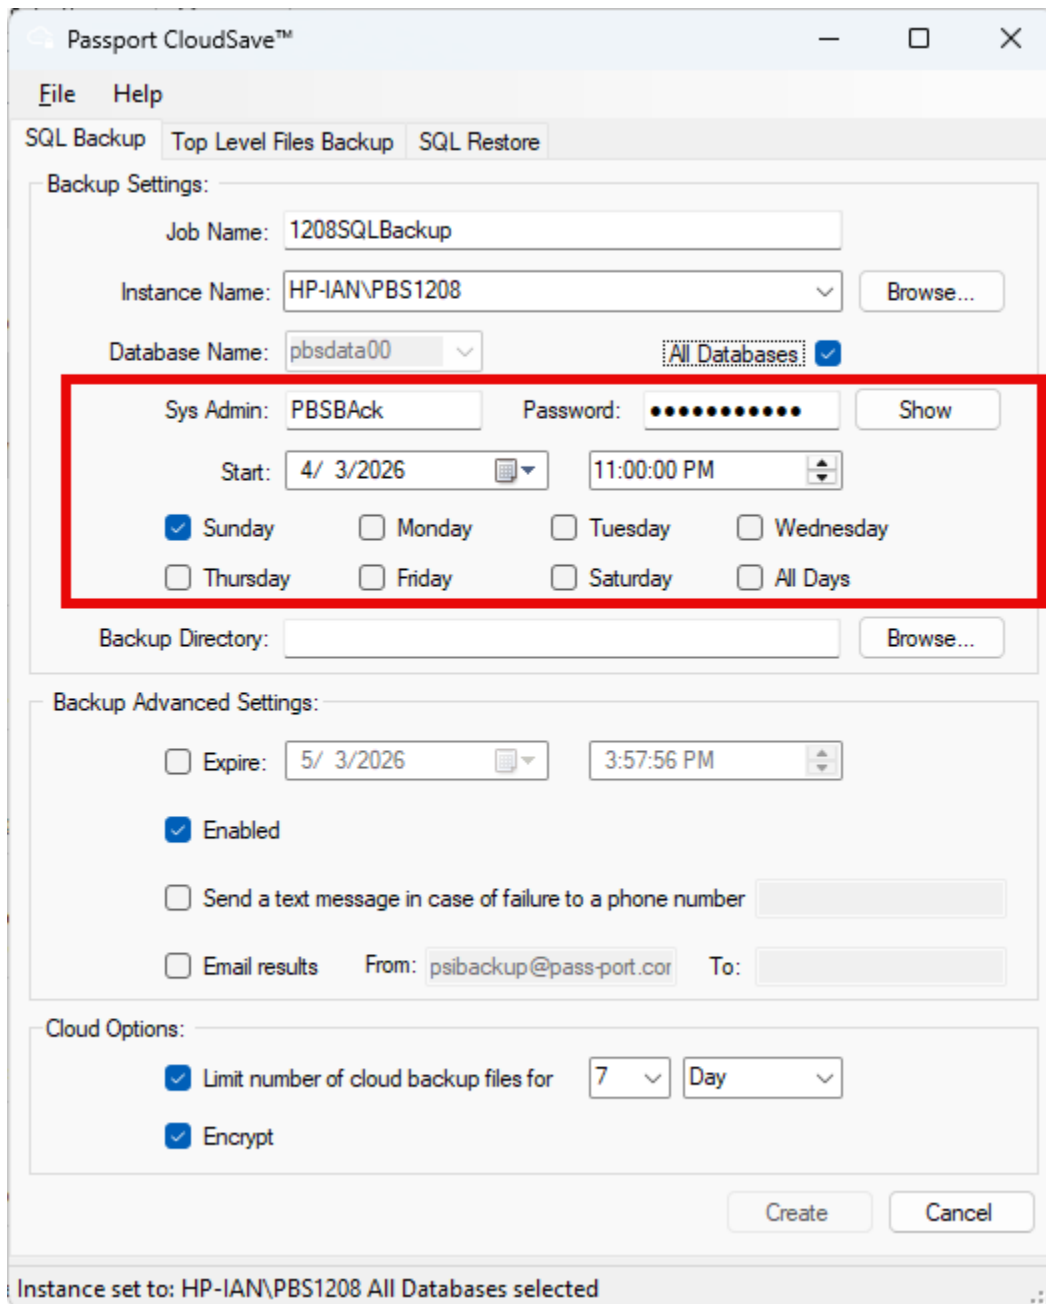 Passport CloudSave™
File Help
SQL Backup Top Level Files Backup SQL Restore
Backup Settings:
Job Name: 1208SQLBackup
Instance Name: HP-IAN\PBS1208 Browse...
Database Name: pbsdata00 All Databases
Sys Admin: PBSBAck Password: ●●●●●●●●●●● Show
Start: 4/ 3/2026 11:00:00 PM
Sunday Monday Tuesday Wednesday
Thursday Friday Saturday All Days
Backup Directory: Browse...
Backup Advanced Settings:
Expire: 5/ 3/2026 3:57:56 PM
Enabled
Send a text message in case of failure to a phone number
Email results From: psibackup@pass-port.cor To:
Cloud Options:
Limit number of cloud backup files for 7 Day
Encrypt
Create Cancel
Instance set to: HP-IAN\PBS1208 All Databases selected